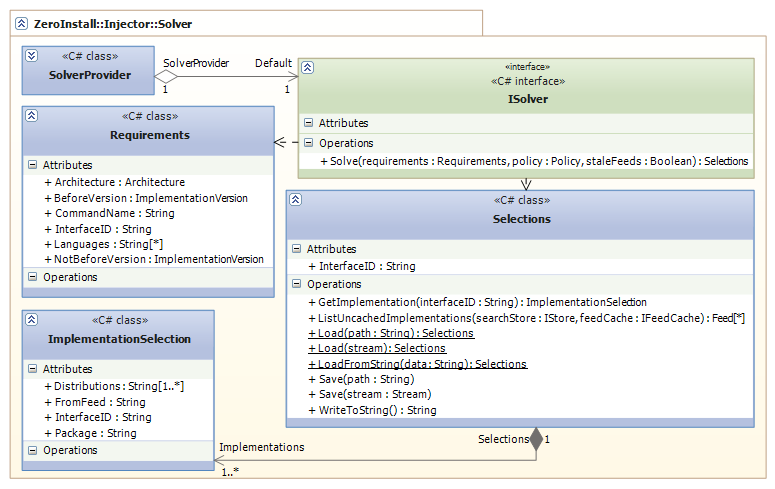 ZeroInstall::Injector::Solver
«C# class»
SolverProvider
SolverProvider
Default
1
1
«interface»
«C# interface»
ISolver
Attributes
Operations
+ Solve(requirements : Requirements, policy : Policy, staleFeeds : Boolean) : Selections
«C# class»
Requirements
Attributes
+ Architecture : Architecture
+ BeforeVersion : ImplementationVersion
+ CommandName : String
+ InterfaceID : String
+ Languages : String[*]
+ NotBeforeVersion : ImplementationVersion
Operations
«C# class»
Selections
Attributes
+ InterfaceID : String
Operations
+ GetImplementation(interfaceID : String) : ImplementationSelection
+ ListUncachedImplementations(searchStore : IStore, feedCache : IFeedCache) : Feed[*]
+ Load(path : String) : Selections
+ Load(stream) : Selections
+ LoadFromString(data : String) : Selections
+ Save(path : String)
+ Save(stream : Stream)
+ WriteToString() : String
«C# class»
ImplementationSelection
Attributes
+ Distributions : String[1..*]
+ FromFeed : String
+ InterfaceID : String
+ Package : String
Operations
Selections
1
Implementations
1..*